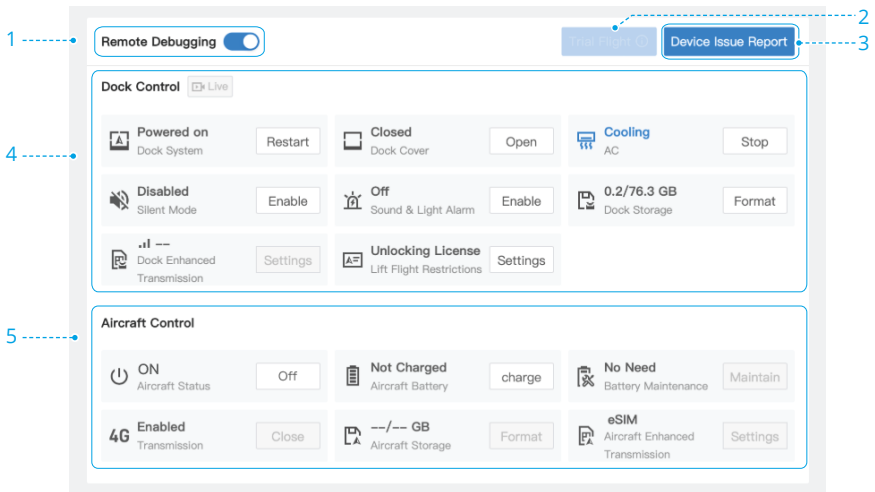 1
Remote Debugging
Trial Flight
2
Device Issue Report
3
Dock Control
Live
4
Powered on
Dock System
Restart
Closed
Dock Cover
Open
Cooling
AC
Stop
Disabled
Silent Mode
Enable
Off
Sound & Light Alarm
Enable
0.2/76.3 GB
Dock Storage
Format
--
Dock Enhanced
Transmission
Settings
Unlocking License
Lift Flight Restrictions
Settings
5
Aircraft Control
ON
Aircraft Status
Off
Not Charged
Aircraft Battery
charge
No Need
Battery Maintenance
Maintain
4G
Enabled
Transmission
Close
--/-- GB
Aircraft Storage
Format
eSIM
Aircraft Enhanced
Transmission
Settings